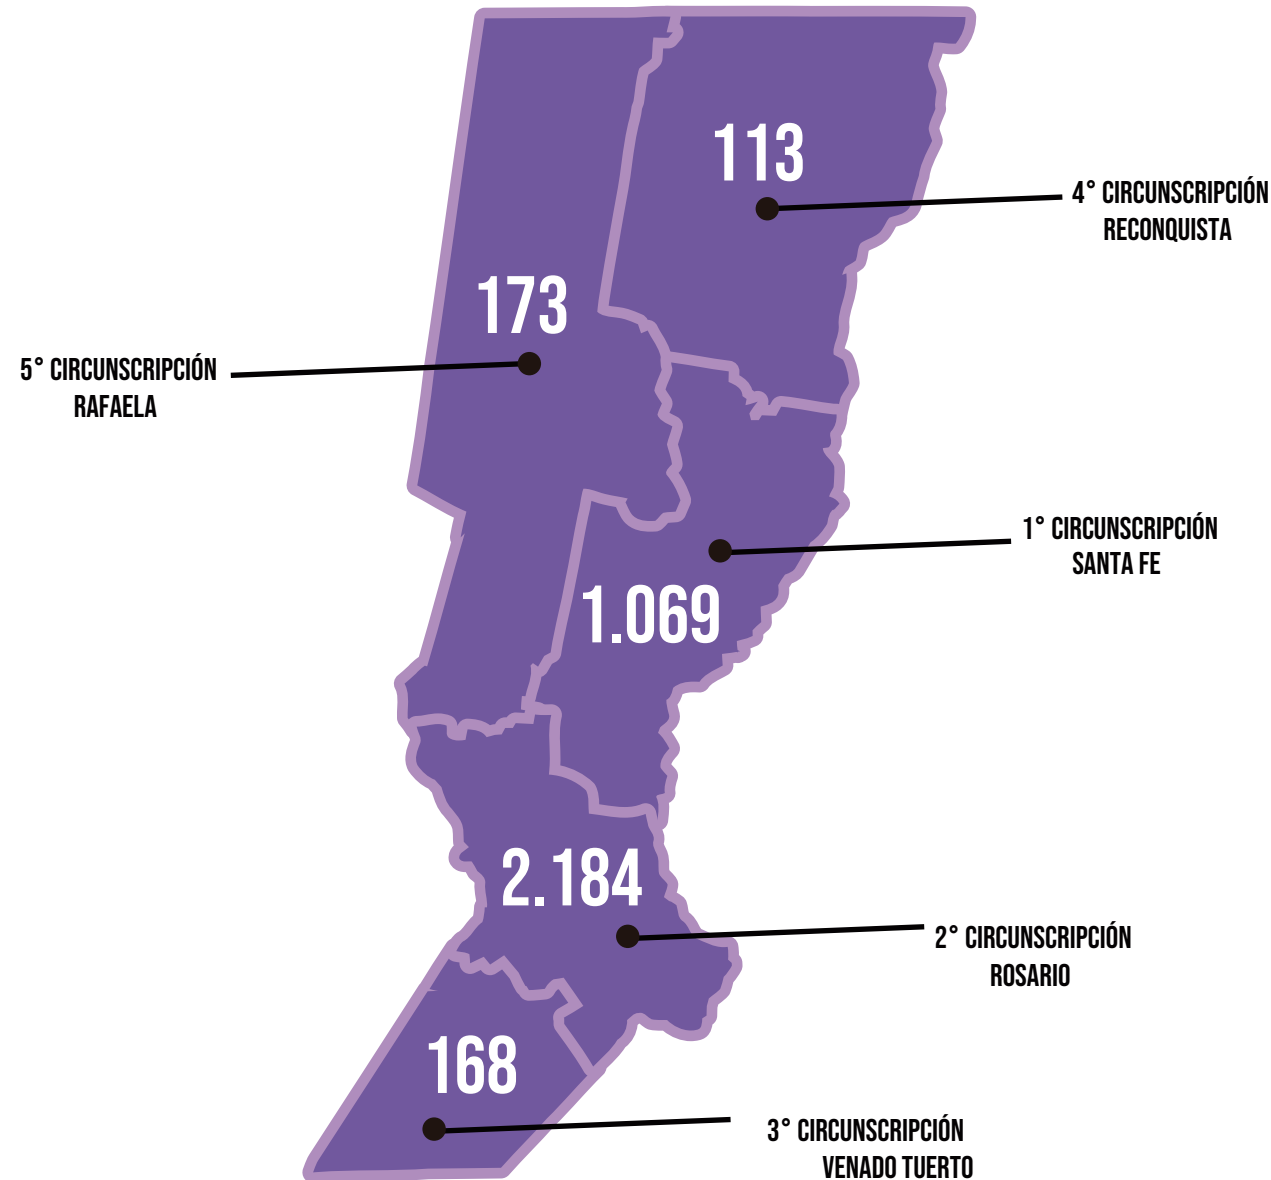 113
4° CIRCUNSCRIPCIÓN
RECONQUISTA
173
5° CIRCUNSCRIPCIÓN
RAFAELA
1° CIRCUNSCRIPCIÓN
SANTA FE
1.069
2.184
2° CIRCUNSCRIPCIÓN
ROSARIO
168
3° CIRCUNSCRIPCIÓN
VENADO TUERTO